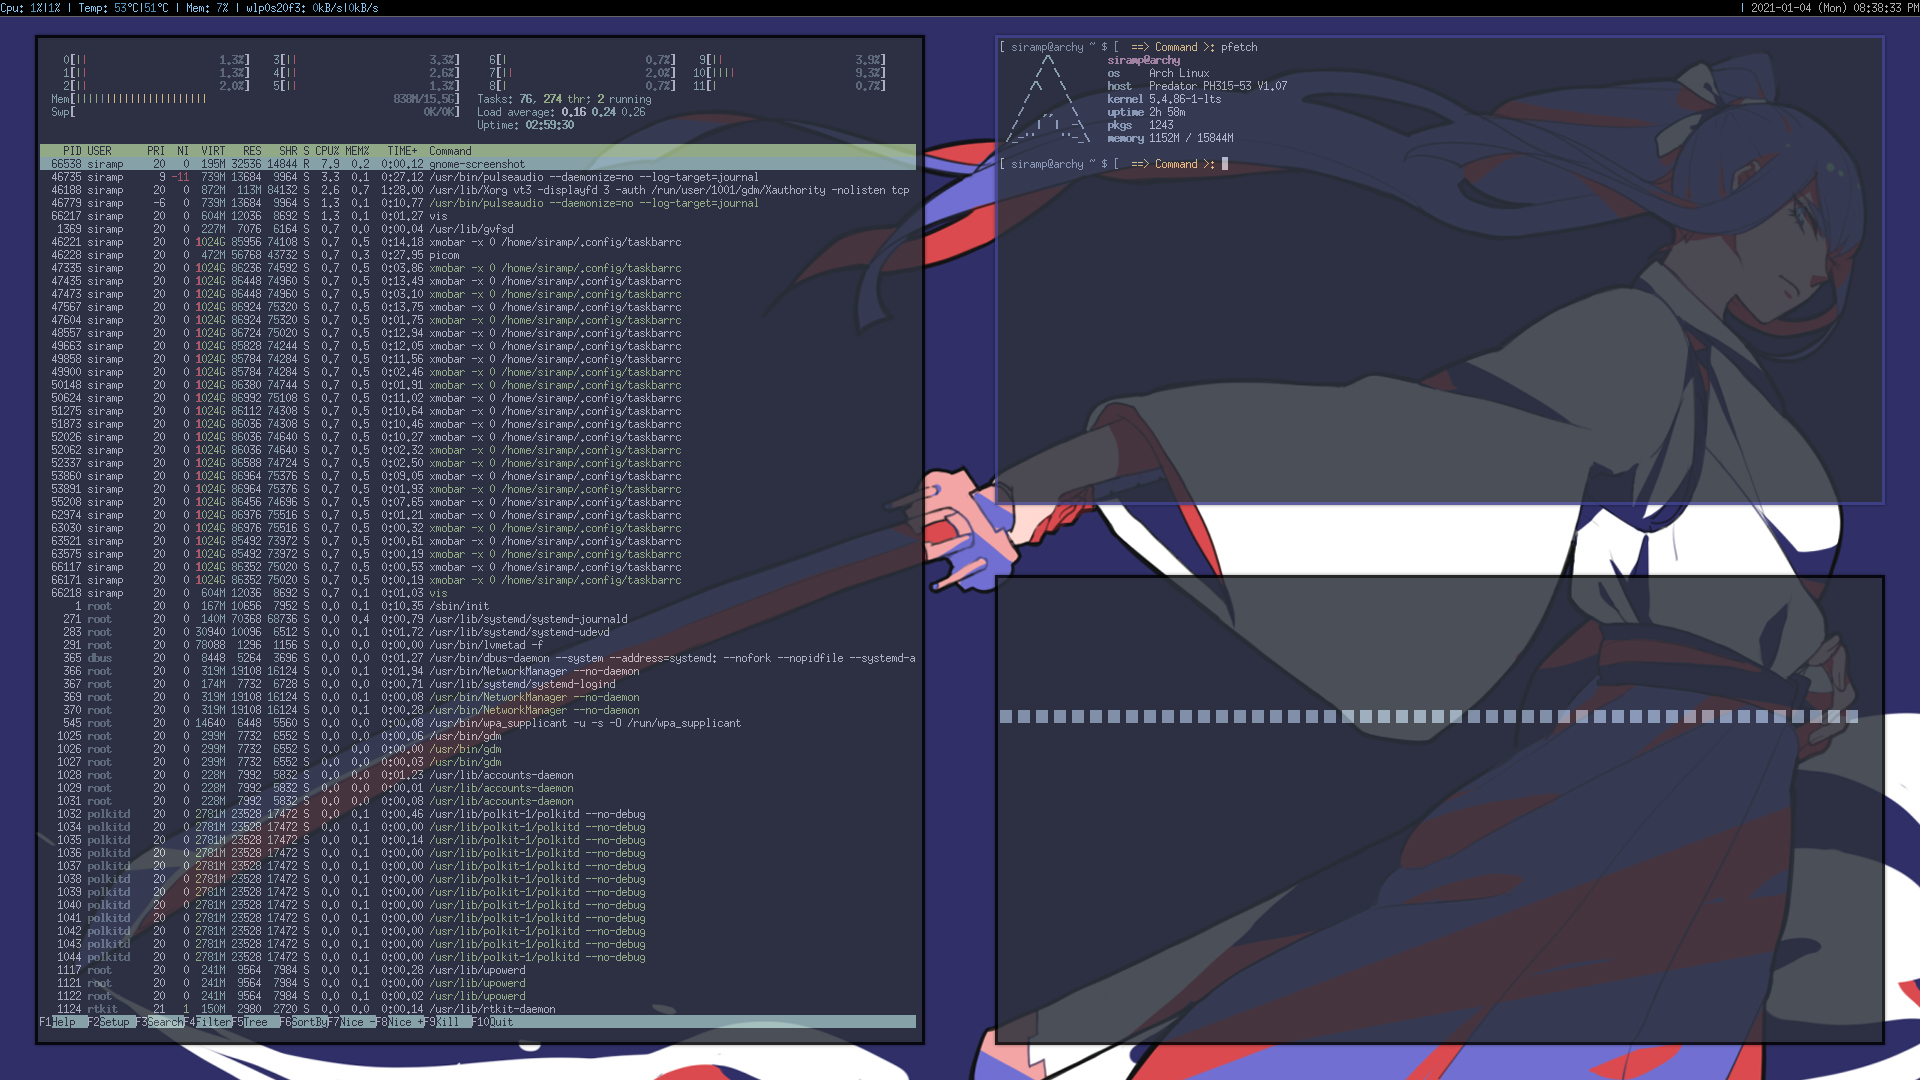 Cpu: 1%|1% | Temp: 53°C|51°C | Mem: 7% | wlp0s20f3: 0kB/s|0kB/s
| 2021-01-04 (Mon) 08:38:33 PM
0[|| 1.3%] 3[|| 3.3%] 6[| 0.7%] 9[|| 3.9%]
1[|| 1.3%] 4[|| 2.6%] 7[|| 2.0%] 10[|||| 9.3%]
2[|| 2.0%] 5[|| 1.3%] 8[| 0.7%] 11[| 0.7%]
Mem[|||||||||||||||||||||| 838M/15.5G] Tasks: 76, 274 thr; 2 running
Swp[ 0K/0K] Load average: 0.16 0.24 0.26
Uptime: 02:59:30
PID USER PRI NI VIRT RES SHR S CPU% MEM% TIME+ Command
66538 siramp 20 0 195M 32536 14844 R 7.9 0.2 0:00.12 gnome-screenshot
46735 siramp 9 -11 739M 13684 9964 S 3.3 0.1 0:27.12 /usr/bin/pulseaudio --daemonize=no --log-target=journal
46188 siramp 20 0 872M 113M 84132 S 2.6 0.7 1:28.00 /usr/lib/Xorg vt3 -displayfd 3 -auth /run/user/1001/gdm/Xauthority -nolisten tcp
46779 siramp -6 0 739M 13684 9964 S 1.3 0.1 0:10.77 /usr/bin/pulseaudio --daemonize=no --log-target=journal
66217 siramp 20 0 604M 12036 8692 S 1.3 0.1 0:01.27 vis
1369 siramp 20 0 227M 7076 6164 S 0.7 0.0 0:00.04 /usr/lib/gvfsd
46221 siramp 20 0 1024G 85956 74108 S 0.7 0.5 0:14.18 xmobar -x 0 /home/siramp/.config/taskbarrc
46228 siramp 20 0 472M 56768 43732 S 0.7 0.3 0:27.95 picom
47335 siramp 20 0 1024G 86236 74592 S 0.7 0.5 0:03.86 xmobar -x 0 /home/siramp/.config/taskbarrc
47435 siramp 20 0 1024G 86448 74960 S 0.7 0.5 0:13.49 xmobar -x 0 /home/siramp/.config/taskbarrc
47473 siramp 20 0 1024G 86448 74960 S 0.7 0.5 0:03.10 xmobar -x 0 /home/siramp/.config/taskbarrc
47567 siramp 20 0 1024G 86924 75320 S 0.7 0.5 0:13.75 xmobar -x 0 /home/siramp/.config/taskbarrc
47604 siramp 20 0 1024G 86924 75320 S 0.7 0.5 0:01.75 xmobar -x 0 /home/siramp/.config/taskbarrc
48557 siramp 20 0 1024G 86724 75020 S 0.7 0.5 0:12.94 xmobar -x 0 /home/siramp/.config/taskbarrc
49663 siramp 20 0 1024G 85828 74244 S 0.7 0.5 0:12.05 xmobar -x 0 /home/siramp/.config/taskbarrc
49858 siramp 20 0 1024G 85784 74284 S 0.7 0.5 0:11.56 xmobar -x 0 /home/siramp/.config/taskbarrc
49900 siramp 20 0 1024G 85784 74284 S 0.7 0.5 0:02.46 xmobar -x 0 /home/siramp/.config/taskbarrc
50148 siramp 20 0 1024G 86380 74744 S 0.7 0.5 0:01.91 xmobar -x 0 /home/siramp/.config/taskbarrc
50624 siramp 20 0 1024G 86992 75108 S 0.7 0.5 0:11.02 xmobar -x 0 /home/siramp/.config/taskbarrc
51275 siramp 20 0 1024G 86112 74308 S 0.7 0.5 0:10.64 xmobar -x 0 /home/siramp/.config/taskbarrc
51873 siramp 20 0 1024G 86036 74308 S 0.7 0.5 0:10.46 xmobar -x 0 /home/siramp/.config/taskbarrc
52026 siramp 20 0 1024G 86036 74640 S 0.7 0.5 0:10.27 xmobar -x 0 /home/siramp/.config/taskbarrc
52062 siramp 20 0 1024G 86036 74640 S 0.7 0.5 0:02.32 xmobar -x 0 /home/siramp/.config/taskbarrc
52337 siramp 20 0 1024G 86588 74724 S 0.7 0.5 0:02.50 xmobar -x 0 /home/siramp/.config/taskbarrc
53860 siramp 20 0 1024G 86964 75376 S 0.7 0.5 0:09.05 xmobar -x 0 /home/siramp/.config/taskbarrc
53891 siramp 20 0 1024G 86964 75376 S 0.7 0.5 0:01.93 xmobar -x 0 /home/siramp/.config/taskbarrc
55208 siramp 20 0 1024G 86456 74696 S 0.7 0.5 0:07.65 xmobar -x 0 /home/siramp/.config/taskbarrc
62974 siramp 20 0 1024G 86976 75516 S 0.7 0.5 0:01.21 xmobar -x 0 /home/siramp/.config/taskbarrc
63030 siramp 20 0 1024G 86976 75516 S 0.7 0.5 0:00.32 xmobar -x 0 /home/siramp/.config/taskbarrc
63521 siramp 20 0 1024G 85492 73972 S 0.7 0.5 0:00.61 xmobar -x 0 /home/siramp/.config/taskbarrc
63575 siramp 20 0 1024G 85492 73972 S 0.7 0.5 0:00.19 xmobar -x 0 /home/siramp/.config/taskbarrc
66117 siramp 20 0 1024G 86352 75020 S 0.7 0.5 0:00.53 xmobar -x 0 /home/siramp/.config/taskbarrc
66171 siramp 20 0 1024G 86352 75020 S 0.7 0.5 0:00.19 xmobar -x 0 /home/siramp/.config/taskbarrc
66218 siramp 20 0 604M 12036 8692 S 0.7 0.1 0:01.03 vis
1 root 20 0 167M 10656 7952 S 0.0 0.1 0:10.35 /sbin/init
271 root 20 0 140M 70368 68736 S 0.0 0.4 0:00.79 /usr/lib/systemd/systemd-journald
283 root 20 0 30940 10096 6512 S 0.0 0.1 0:01.72 /usr/lib/systemd/systemd-udevd
291 root 20 0 78088 1296 1156 S 0.0 0.0 0:00.00 /usr/bin/lvmetad -f
365 dbus 20 0 8448 5264 3696 S 0.0 0.0 0:01.27 /usr/bin/dbus-daemon --system --address=systemd: --nofork --nopidfile --systemd-a
366 root 20 0 319M 19108 16124 S 0.0 0.1 0:01.94 /usr/bin/NetworkManager --no-daemon
367 root 20 0 174M 7732 6728 S 0.0 0.0 0:00.71 /usr/lib/systemd/systemd-logind
369 root 20 0 319M 19108 16124 S 0.0 0.1 0:00.08 /usr/bin/NetworkManager --no-daemon
370 root 20 0 319M 19108 16124 S 0.0 0.1 0:00.28 /usr/bin/NetworkManager --no-daemon
545 root 20 0 14640 6448 5560 S 0.0 0.0 0:00.08 /usr/bin/wpa_supplicant -u -s -O /run/wpa_supplicant
1025 root 20 0 299M 7732 6552 S 0.0 0.0 0:00.06 /usr/bin/gdm
1026 root 20 0 299M 7732 6552 S 0.0 0.0 0:00.00 /usr/bin/gdm
1027 root 20 0 299M 7732 6552 S 0.0 0.0 0:00.03 /usr/bin/gdm
1028 root 20 0 228M 7992 5832 S 0.0 0.0 0:01.23 /usr/lib/accounts-daemon
1029 root 20 0 228M 7992 5832 S 0.0 0.0 0:00.01 /usr/lib/accounts-daemon
1031 root 20 0 228M 7992 5832 S 0.0 0.0 0:00.08 /usr/lib/accounts-daemon
1032 polkitd 20 0 2781M 23528 17472 S 0.0 0.1 0:00.46 /usr/lib/polkit-1/polkitd --no-debug
1034 polkitd 20 0 2781M 23528 17472 S 0.0 0.1 0:00.00 /usr/lib/polkit-1/polkitd --no-debug
1035 polkitd 20 0 2781M 23528 17472 S 0.0 0.1 0:00.14 /usr/lib/polkit-1/polkitd --no-debug
1036 polkitd 20 0 2781M 23528 17472 S 0.0 0.1 0:00.00 /usr/lib/polkit-1/polkitd --no-debug
1037 polkitd 20 0 2781M 23528 17472 S 0.0 0.1 0:00.00 /usr/lib/polkit-1/polkitd --no-debug
1038 polkitd 20 0 2781M 23528 17472 S 0.0 0.1 0:00.00 /usr/lib/polkit-1/polkitd --no-debug
1039 polkitd 20 0 2781M 23528 17472 S 0.0 0.1 0:00.00 /usr/lib/polkit-1/polkitd --no-debug
1040 polkitd 20 0 2781M 23528 17472 S 0.0 0.1 0:00.00 /usr/lib/polkit-1/polkitd --no-debug
1041 polkitd 20 0 2781M 23528 17472 S 0.0 0.1 0:00.00 /usr/lib/polkit-1/polkitd --no-debug
1042 polkitd 20 0 2781M 23528 17472 S 0.0 0.1 0:00.00 /usr/lib/polkit-1/polkitd --no-debug
1043 polkitd 20 0 2781M 23528 17472 S 0.0 0.1 0:00.00 /usr/lib/polkit-1/polkitd --no-debug
1044 polkitd 20 0 2781M 23528 17472 S 0.0 0.1 0:00.00 /usr/lib/polkit-1/polkitd --no-debug
1117 root 20 0 241M 9564 7984 S 0.0 0.1 0:00.28 /usr/lib/upowerd
1121 root 20 0 241M 9564 7984 S 0.0 0.1 0:00.00 /usr/lib/upowerd
1122 root 20 0 241M 9564 7984 S 0.0 0.1 0:00.02 /usr/lib/upowerd
1124 rtkit 21 1 150M 2980 2720 S 0.0 0.0 0:00.14 /usr/lib/rtkit-daemon
F1Help F2Setup F3Search F4Filter F5Tree F6SortBy F7Nice - F8Nice + F9Kill F10Quit
[ siramp@archy ~ $ [ ==> Command >: pfetch
siramp@archy
os Arch Linux
host Predator PH315-53 V1.07
kernel 5.4.86-1-lts
uptime 2h 58m
pkgs 1243
memory 1152M / 15844M
[ siramp@archy ~ $ [ ==> Command >: